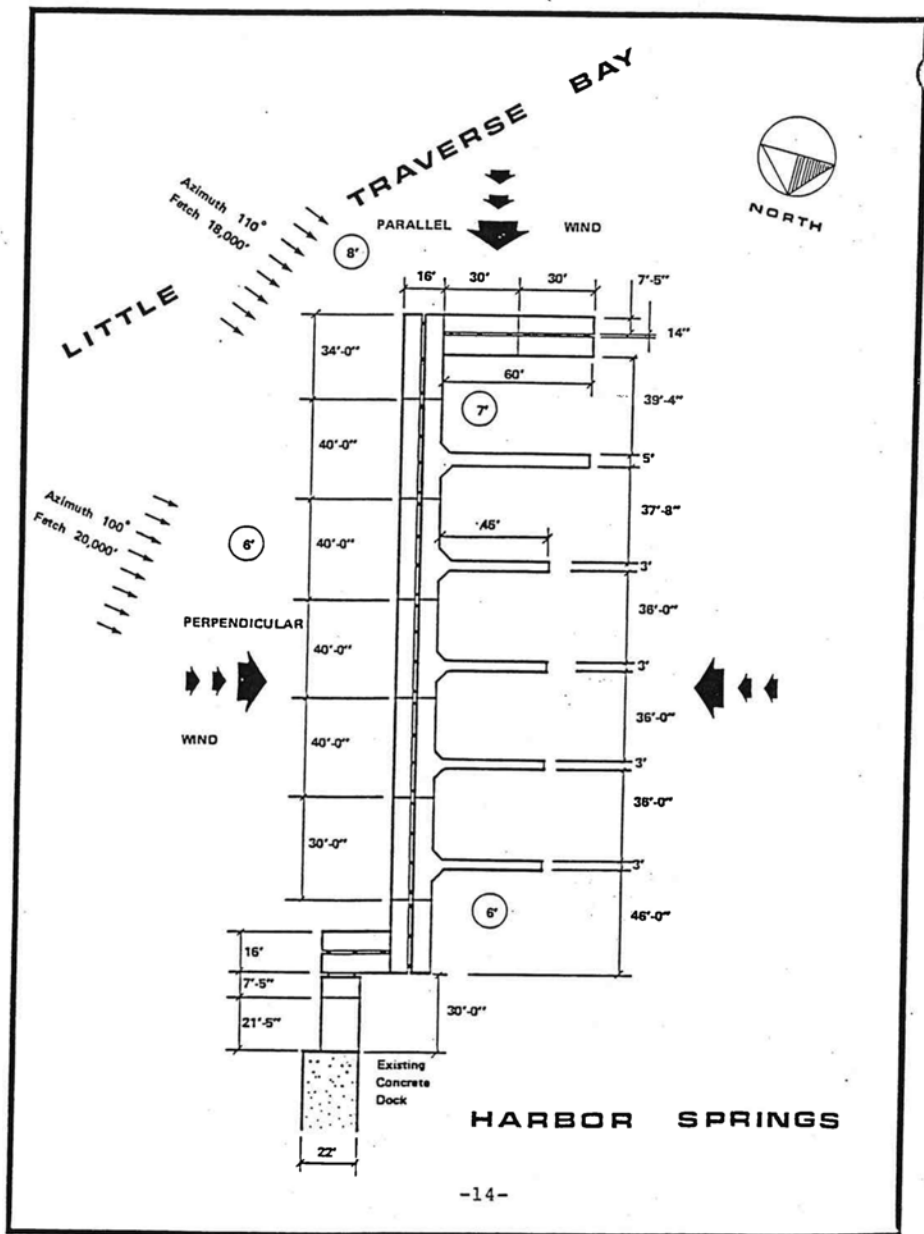 LITTLE TRAVERSE BAY
NORTH
Azimuth 110°
Fetch 18,000'
8'
PARALLEL WIND
16' 30' 30'
7'-5"
14"
34'-0"
60'
39'-4"
7'
40'-0"
5'
37'-8"
Azimuth 100°
Fetch 20,000'
6'
40'-0"
45'
3'
36'-0"
PERPENDICULAR
WIND
40'-0"
3'
36'-0"
40'-0"
3'
36'-0"
30'-0"
3'
46'-0"
6'
16'
7'-5"
21'-5"
30'-0"
Existing
Concrete
Dock
22'
HARBOR SPRINGS
-14-